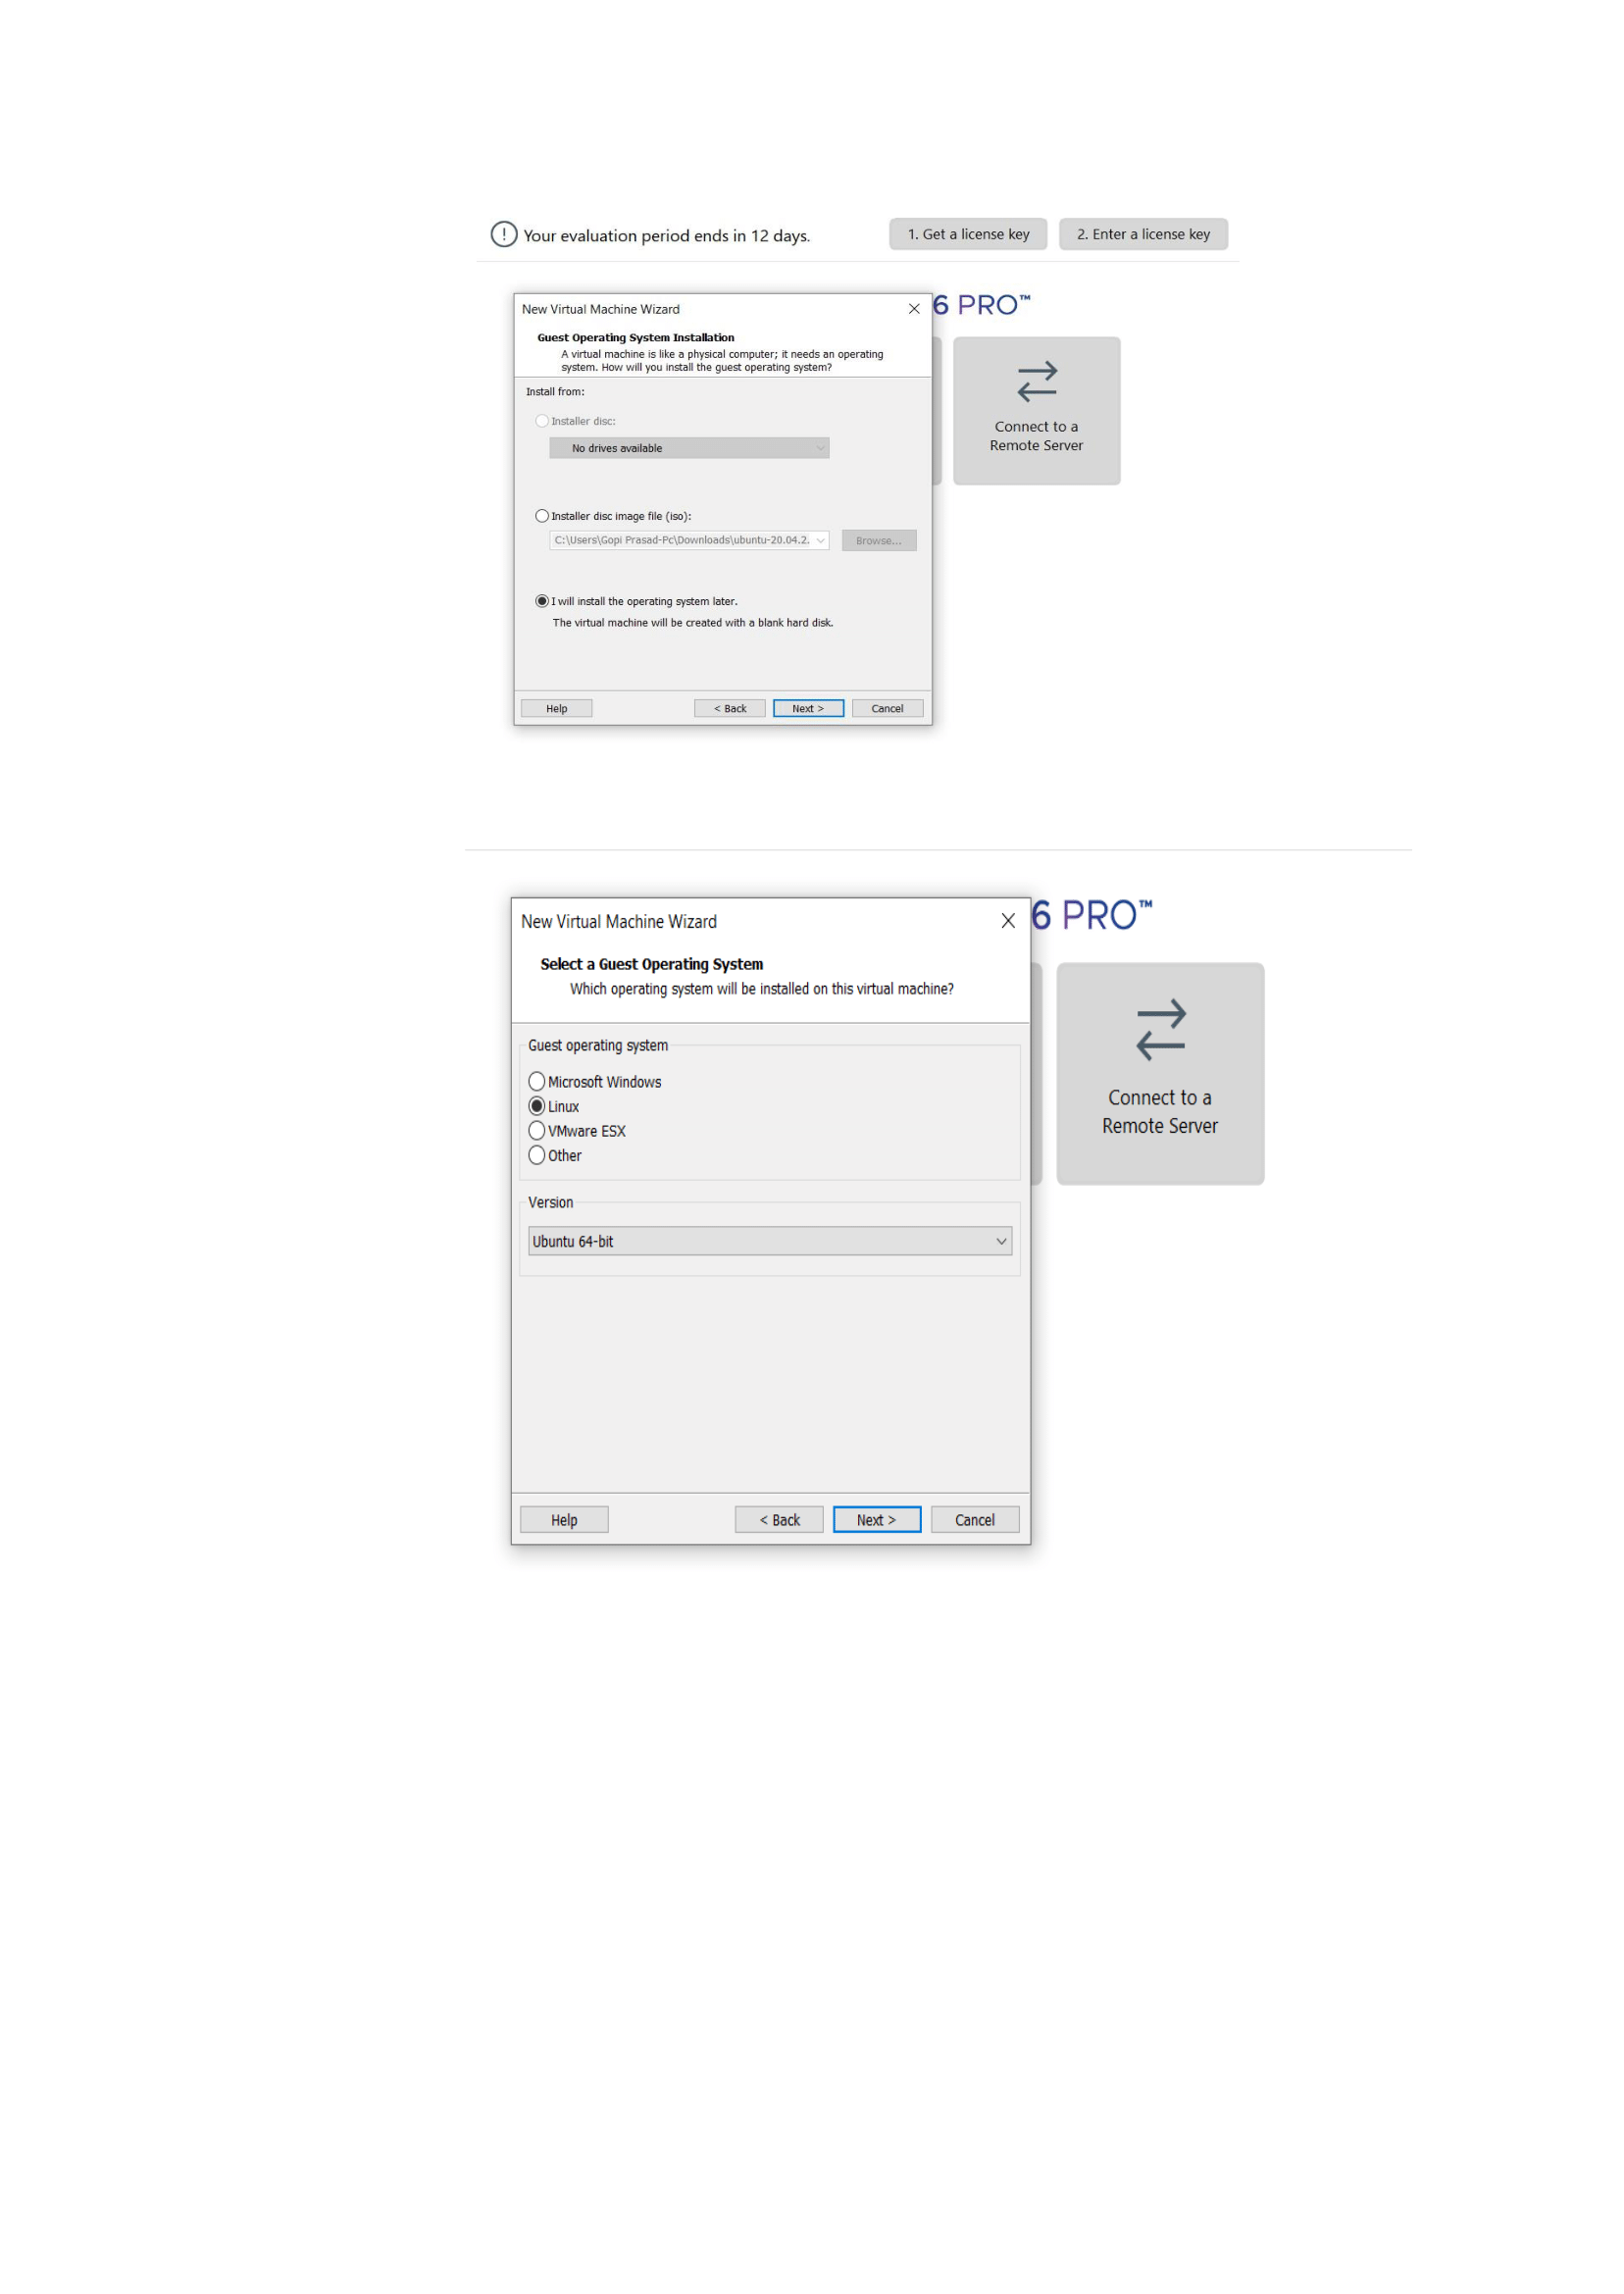 Your evaluation period ends in 12 days.
1. Get a license key
2. Enter a license key
6 PRO™
New Virtual Machine Wizard
Guest Operating System Installation
A virtual machine is like a physical computer; it needs an operating
system. How will you install the guest operating system?
Install from:
Installer disc:
No drives available
Installer disc image file (iso):
C:\Users\Gopi Prasad-Pc\Downloads\ubuntu-20.04.2.
Browse...
I will install the operating system later.
The virtual machine will be created with a blank hard disk.
Help
< Back
Next >
Cancel
Connect to a
Remote Server
6 PRO™
New Virtual Machine Wizard
Select a Guest Operating System
Which operating system will be installed on this virtual machine?
Guest operating system
Microsoft Windows
Linux
VMware ESX
Other
Version
Ubuntu 64-bit
Help
< Back
Next >
Cancel
Connect to a
Remote Server